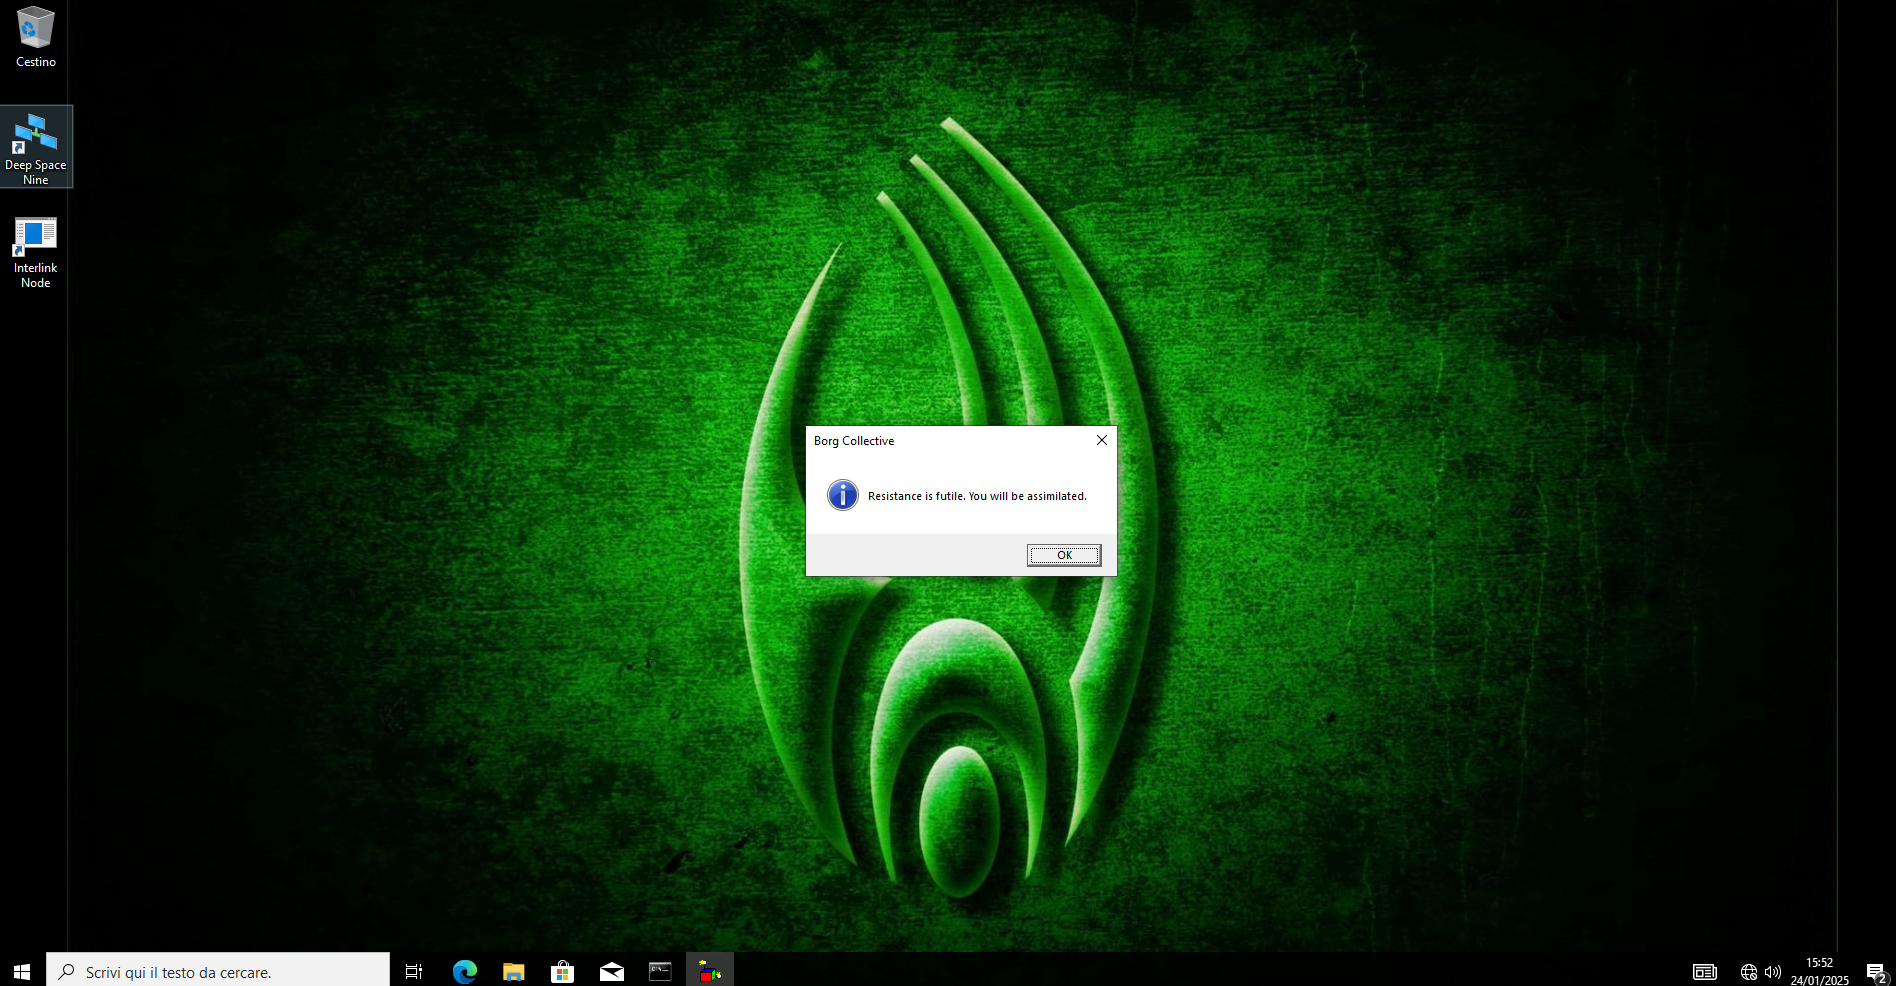 Cestino
Deep Space
Nine
Interlink
Node
Borg Collective
Resistance is futile. You will be assimilated.
OK
Scrivi qui il testo da cercare.
15:52
24/01/2025
2